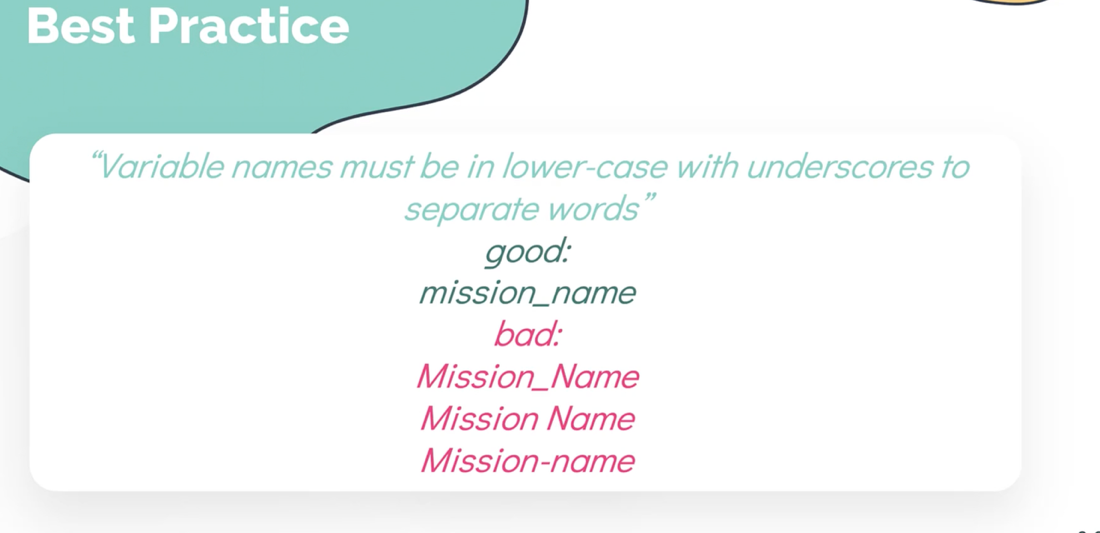 Best Practice
“Variable names must be in lower-case with underscores to
separate words”
good:
mission_name
bad:
Mission_Name
Mission Name
Mission-name